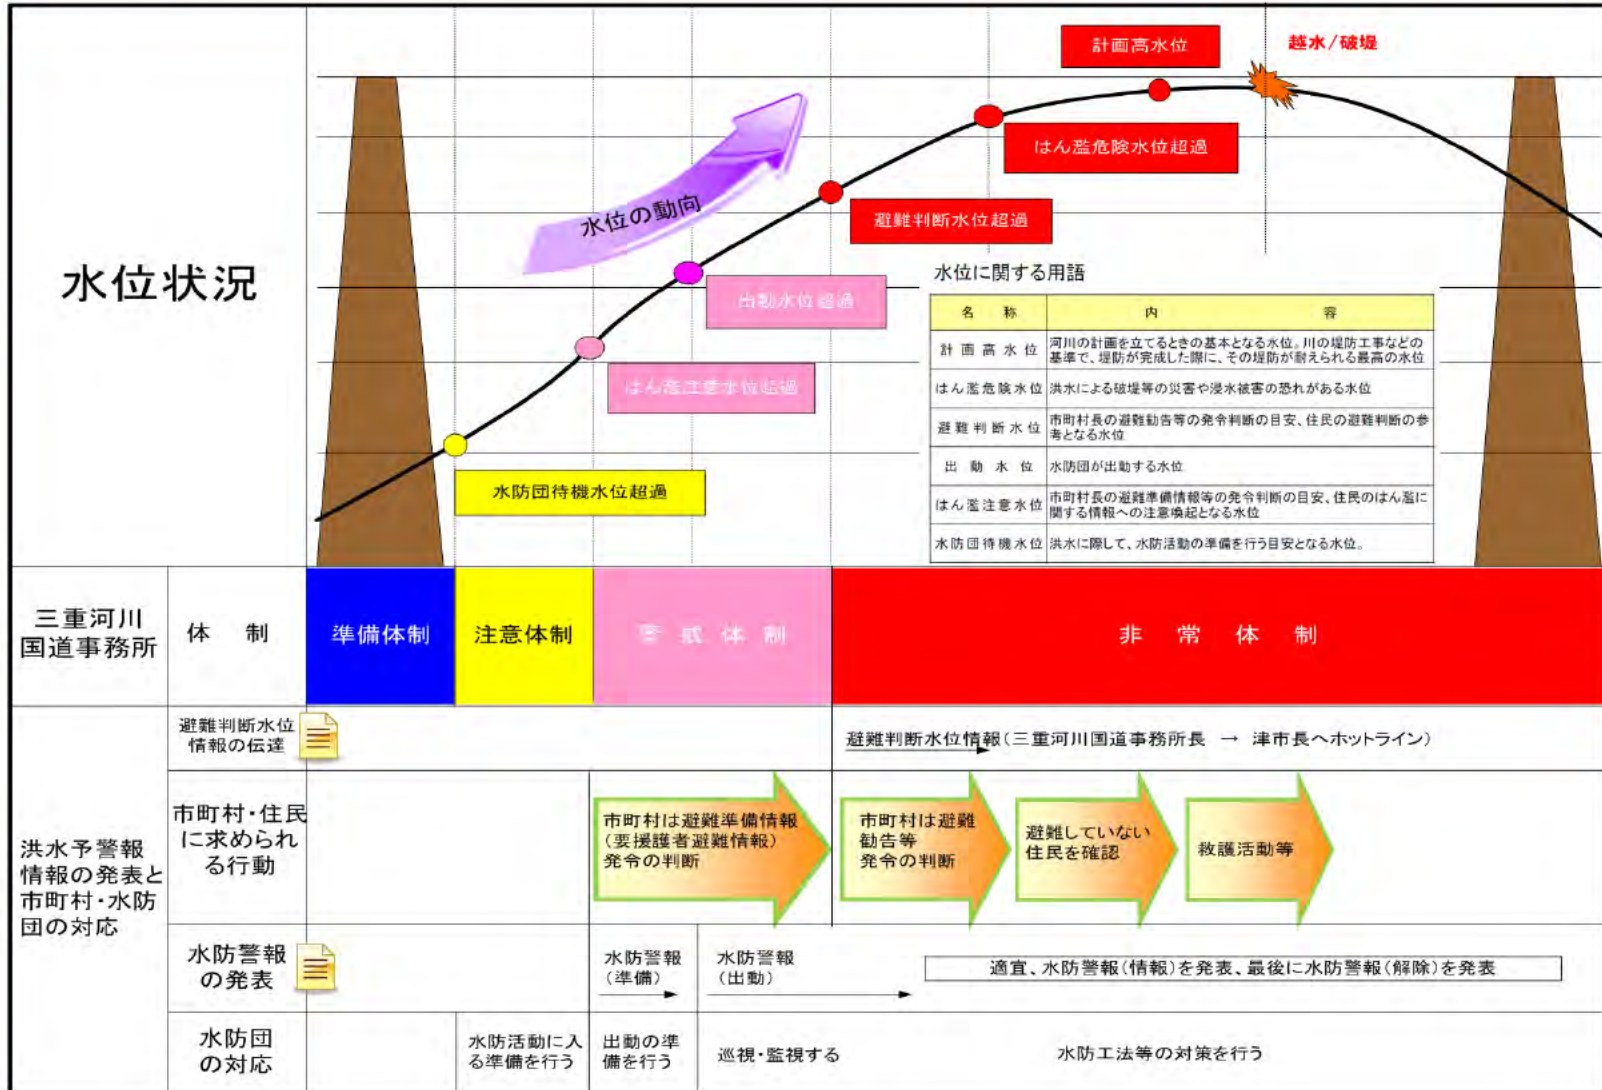 計画高水位
越水/破堤
はん濫危険水位超過
水位の動向
避難判断水位超過
水位状況
出動水位超過
はん濫注意水位超過
水防団待機水位超過
水位に関する用語
名 称 内 容
計画高水位 河川の計画を立てるときの基本となる水位。川の堤防工事などの
基準で、堤防が完成した際に、その堤防が耐えられる最高の水位
はん濫危険水位 洪水による破堤等の災害や浸水被害の恐れがある水位
避難判断水位 市町村長の避難勧告等の発令判断の目安、住民の避難判断の参
考となる水位
出動水位 水防団が出動する水位
はん濫注意水位 市町村長の避難準備情報等の発令判断の目安、住民のはん濫に
関する情報への注意喚起となる水位
水防団待機水位 洪水に際して、水防活動の準備を行う目安となる水位。
三重河川
国道事務所
体 制
準備体制
注意体制
警戒体制
非常体制
洪水予警報
情報の発表と
市町村・水防
団の対応
避難判断水位
情報の伝達
避難判断水位情報(三重河川国道事務所長 → 津市長へホットライン)
市町村・住民
に求められ
る行動
市町村は避難準備情報
(要援護者避難情報)
発令の判断
市町村は避難
勧告等
発令の判断
避難していない
住民を確認
救護活動等
水防警報
の発表
水防警報
(準備)
水防警報
(出動)
適宜、水防警報(情報)を発表、最後に水防警報(解除)を発表
水防団
の対応
水防活動に入
る準備を行う
出動の準
備を行う
巡視・監視する
水防工法等の対策を行う